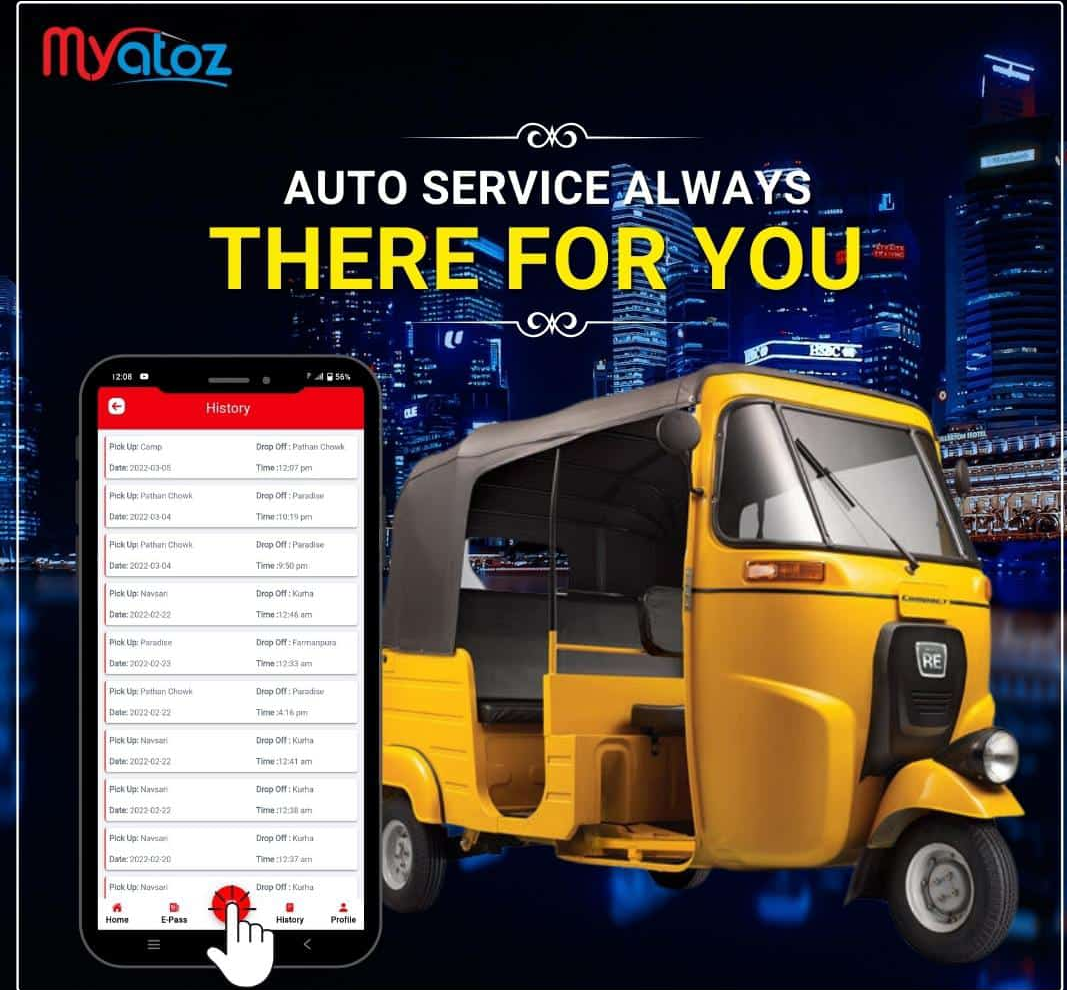 Myatoz
AUTO SERVICE ALWAYS
THERE FOR YOU
12:08 56%
History
Pick Up: Camp Drop Off : Pathan Chowk
Date: 2022-03-05 Time :12:07 pm
Pick Up: Pathan Chowk Drop Off : Paradise
Date: 2022-03-04 Time :10:19 pm
Pick Up: Pathan Chowk Drop Off : Paradise
Date: 2022-03-04 Time :9:50 pm
Pick Up: Navsari Drop Off : Kurha
Date: 2022-02-22 Time :12:46 am
Pick Up: Paradise Drop Off : Farmanpura
Date: 2022-02-23 Time :12:33 am
Pick Up: Pathan Chowk Drop Off : Paradise
Date: 2022-02-22 Time :4:16 pm
Pick Up: Navsari Drop Off : Kurha
Date: 2022-02-22 Time :12:41 am
Pick Up: Navsari Drop Off : Kurha
Date: 2022-02-22 Time :12:38 am
Pick Up: Navsari Drop Off : Kurha
Date: 2022-02-20 Time :12:37 am
Pick Up: Navsari Drop Off : Kurha
Home E-Pass History Profile
Maybank
HSBC
RE